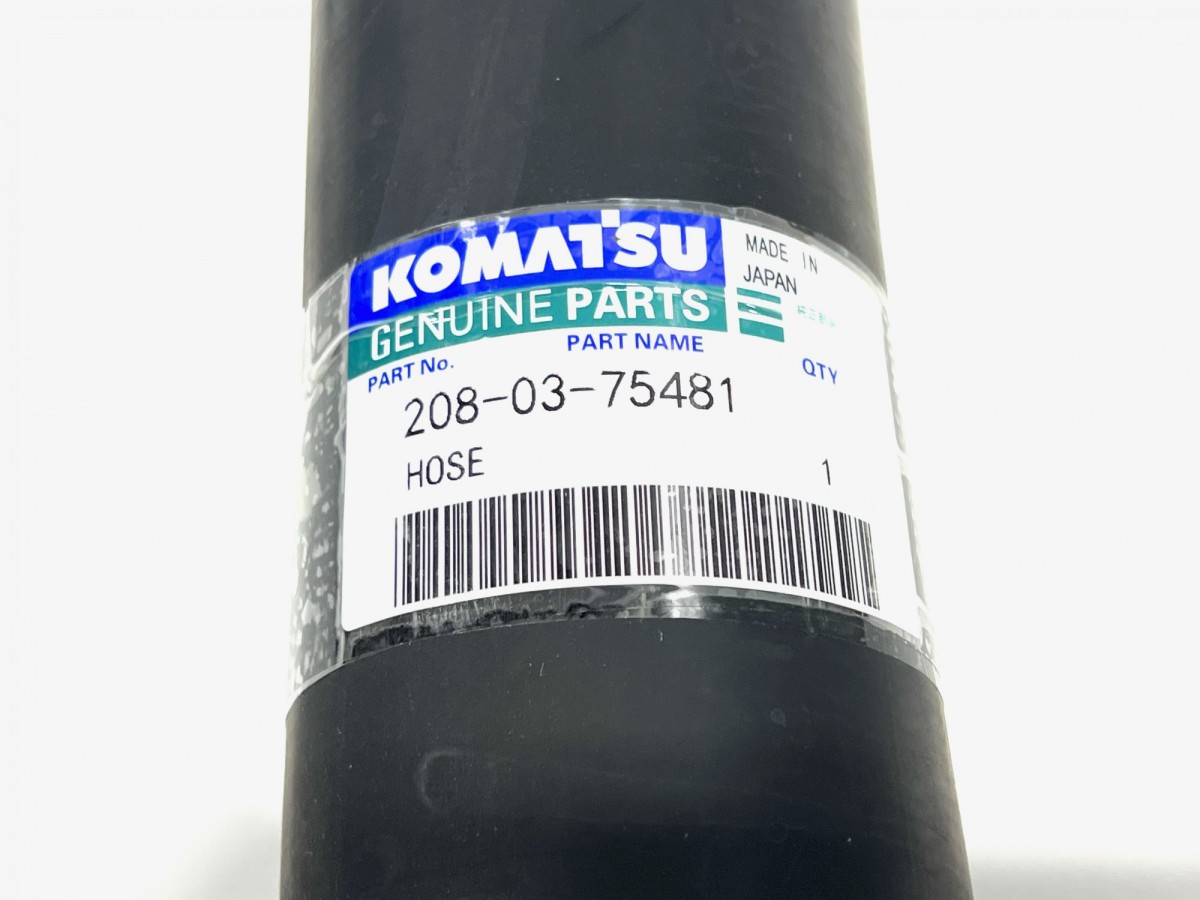 KOMATSU
GENUINE PARTS
MADE IN
JAPAN
PART No.
PART NAME
QTY
208-03-75481
HOSE
1